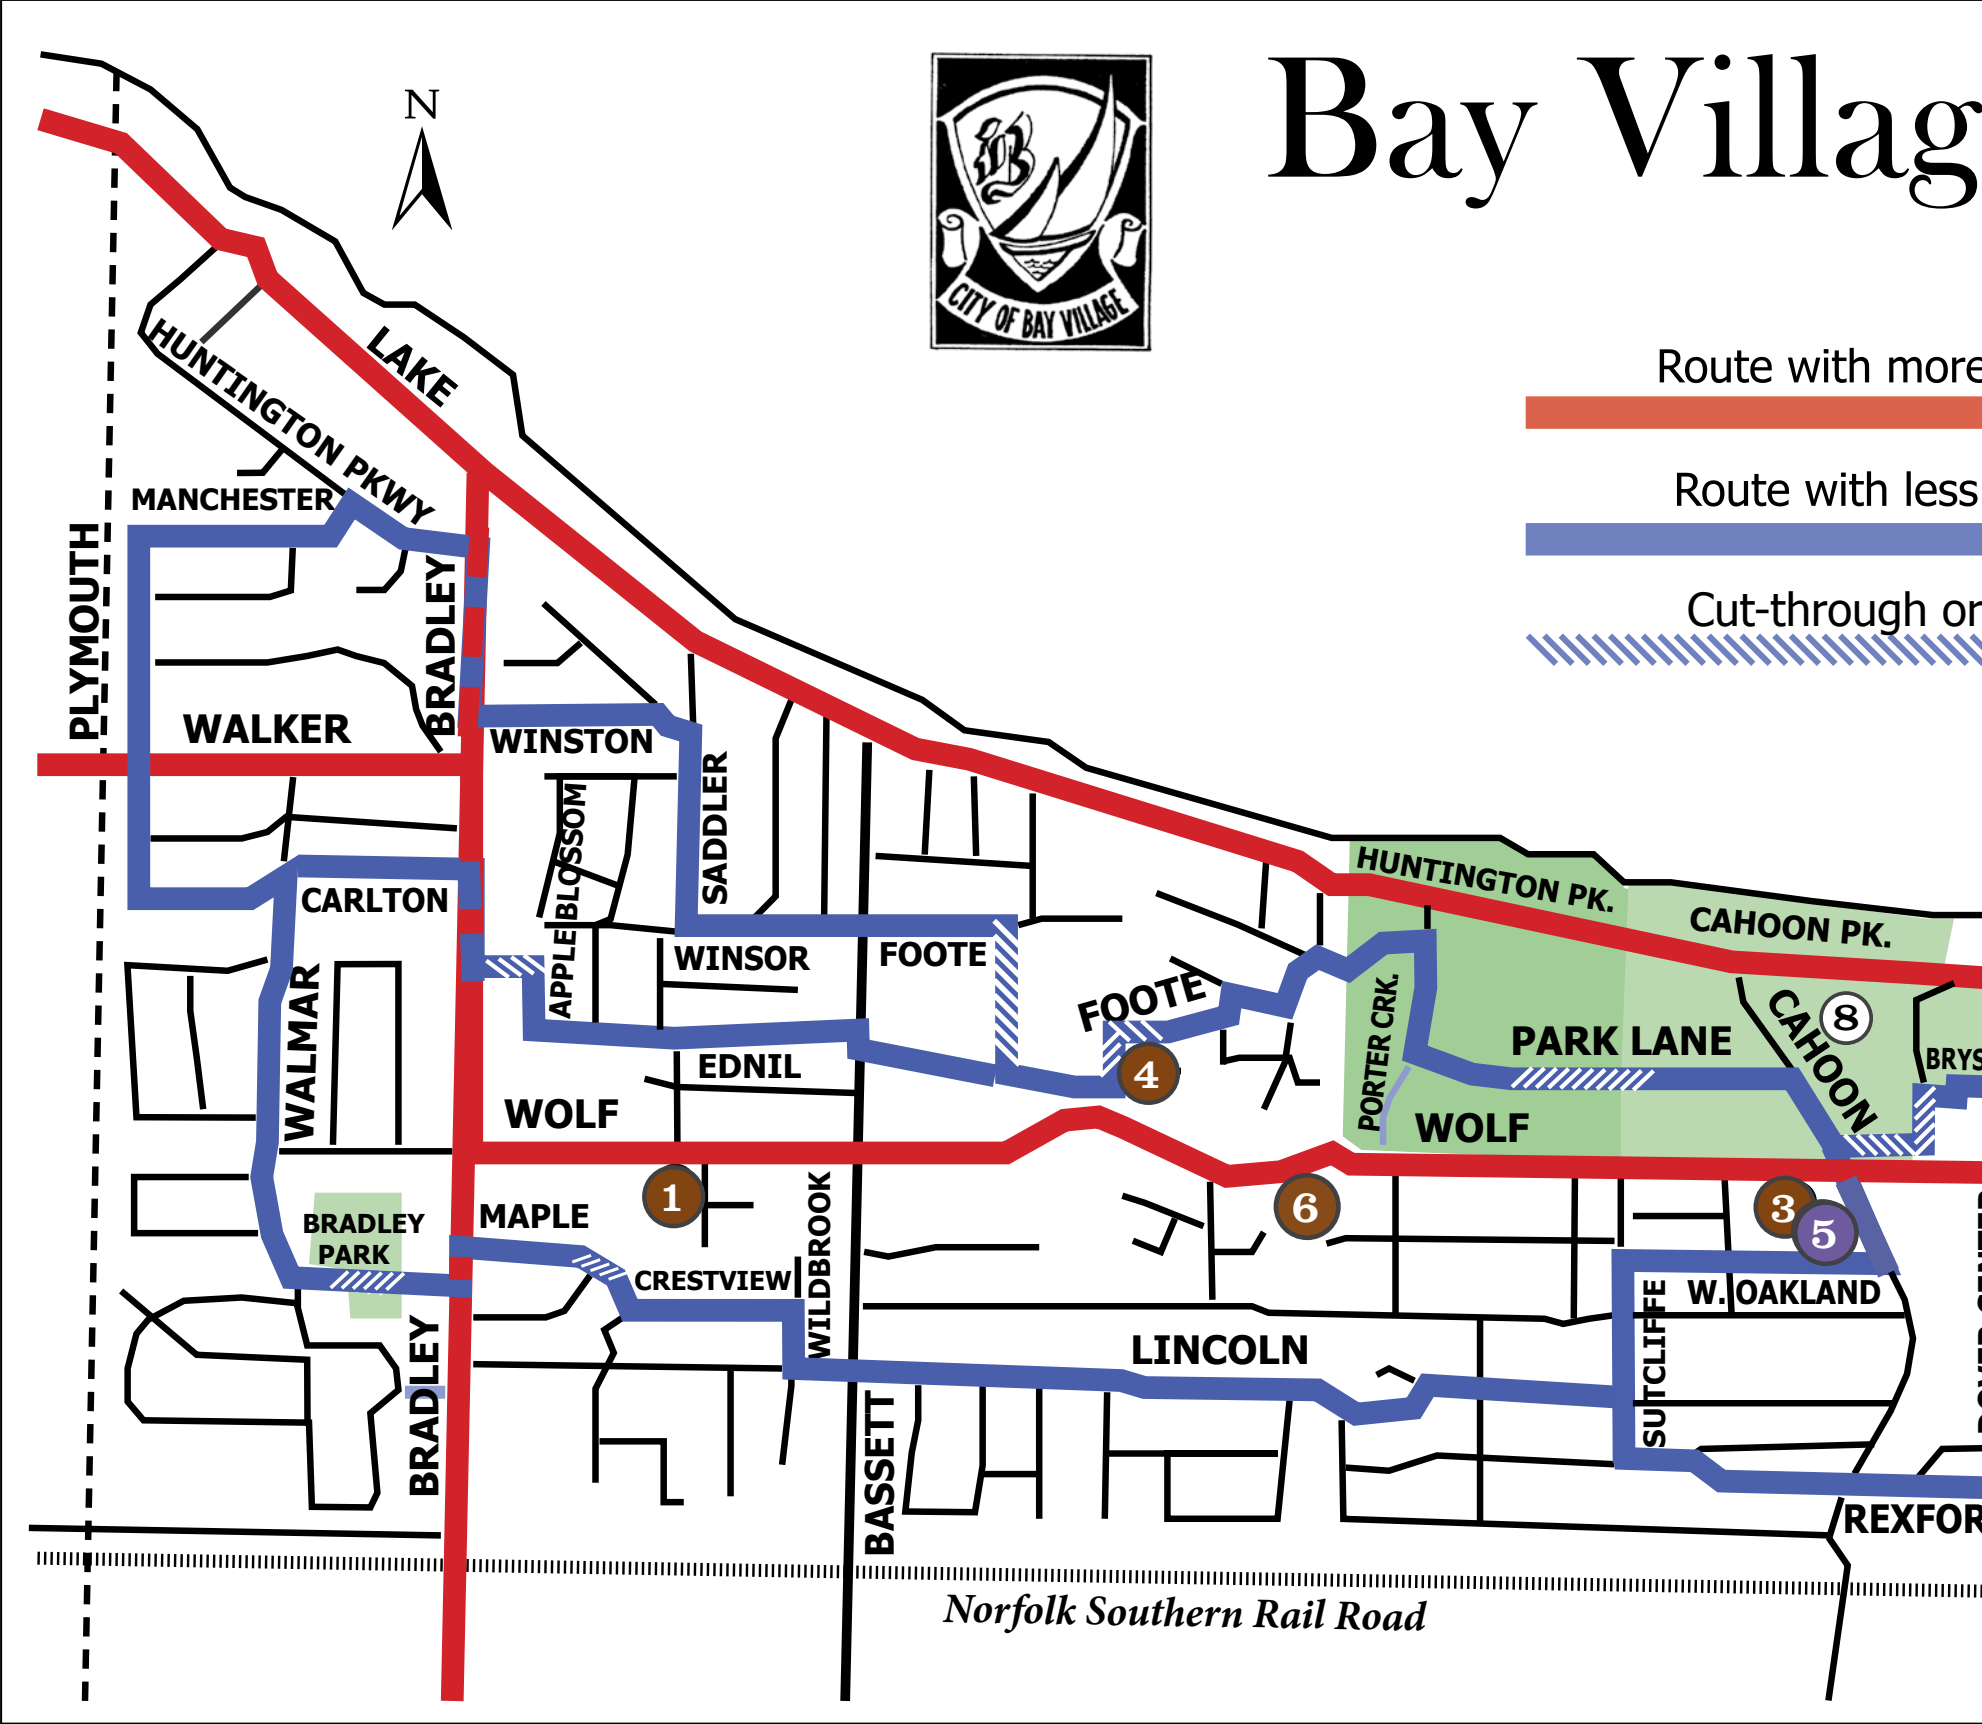 Bay Villag
N
CITY OF BAY VILLAGE
Route with more
Route with less
Cut-through or
LAKE
HUNTINGTON PKWY
MANCHESTER
PLYMOUTH
BRADLEY
WALKER
WINSTON
SADDLER
APPLE BLOSSOM
CARLTON
WINSOR
FOOTE
FOOTE
HUNTINGTON PK.
CAHOON PK.
CAHOON
8
PORTER CRK.
PARK LANE
BRYS
WALMAR
EDNIL
4
WOLF
WOLF
1
6
3
5
BRADLEY
PARK
MAPLE
CRESTVIEW
WILDBROOK
W. OAKLAND
SUTCLIFFE
LINCOLN
BRADLEY
BASSETT
REXFOR
Norfolk Southern Rail Road